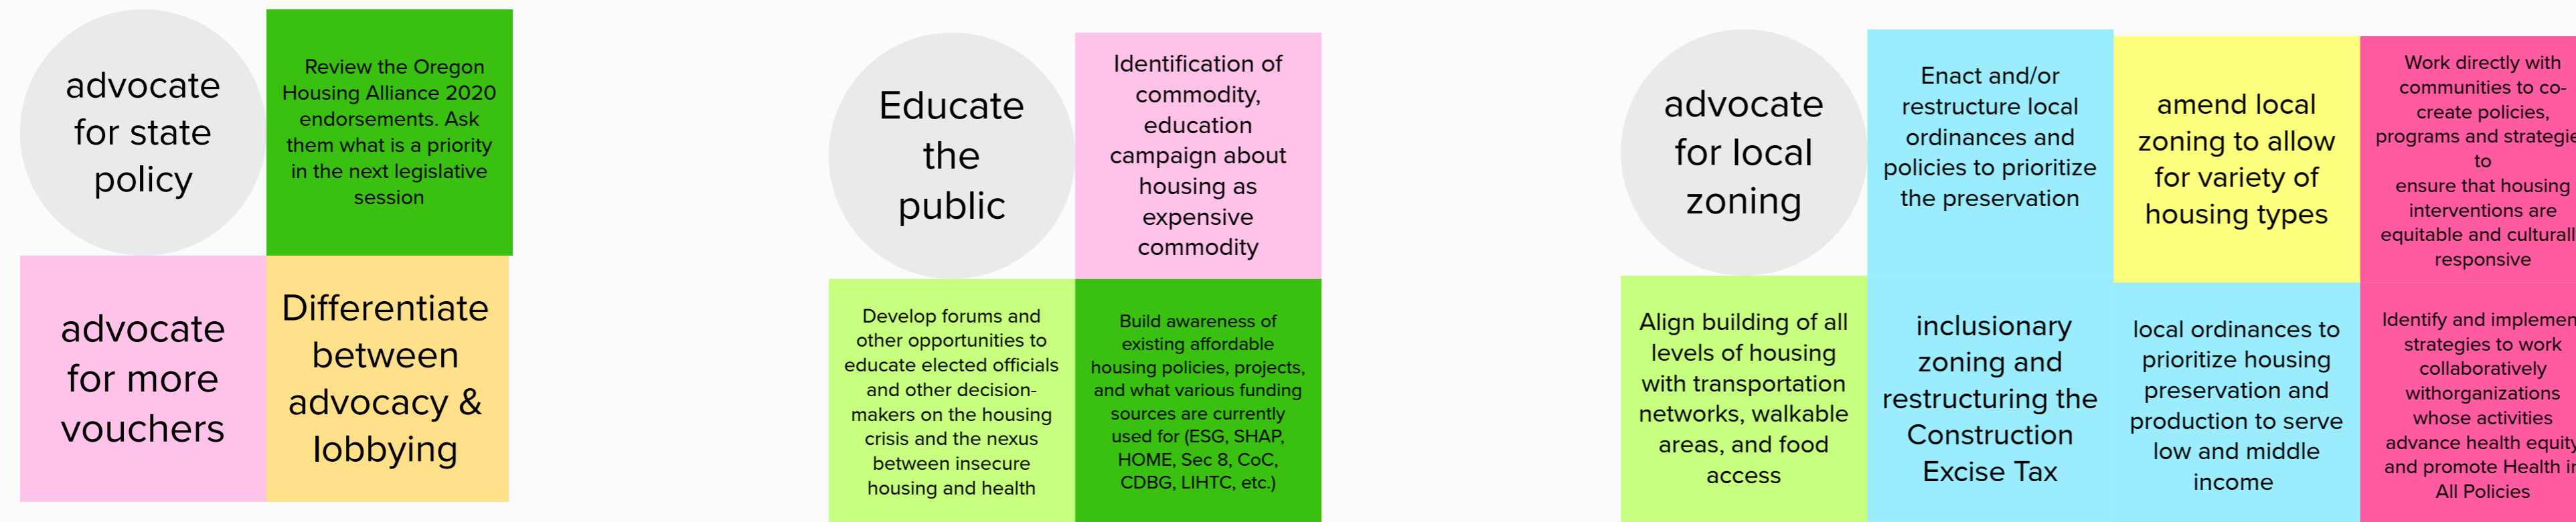 advocate
for state
policy
Review the Oregon
Housing Alliance 2020
endorsements. Ask
them what is a priority
in the next legislative
session
advocate
for more
vouchers
Differentiate
between
advocacy &
lobbying
Educate
the
public
Identification of
commodity,
education
campaign about
housing as
expensive
commodity
Develop forums and
other opportunities to
educate elected officials
and other decision-
makers on the housing
crisis and the nexus
between insecure
housing and health
Build awareness of
existing affordable
housing policies, projects,
and what various funding
sources are currently
used for (ESG, SHAP,
HOME, Sec 8, CoC,
CDBG, LIHTC, etc.)
advocate
for local
zoning
Enact and/or
restructure local
ordinances and
policies to prioritize
the preservation
amend local
zoning to allow
for variety of
housing types
Work directly with
communities to co-
create policies,
programs and strategie
to
ensure that housing
interventions are
equitable and culturall
responsive
Align building of all
levels of housing
with transportation
networks, walkable
areas, and food
access
inclusionary
zoning and
restructuring the
Construction
Excise Tax
local ordinances to
prioritize housing
preservation and
production to serve
low and middle
income
Identify and implemen
strategies to work
collaboratively
withorganizations
whose activities
advance health equity
and promote Health in
All Policies